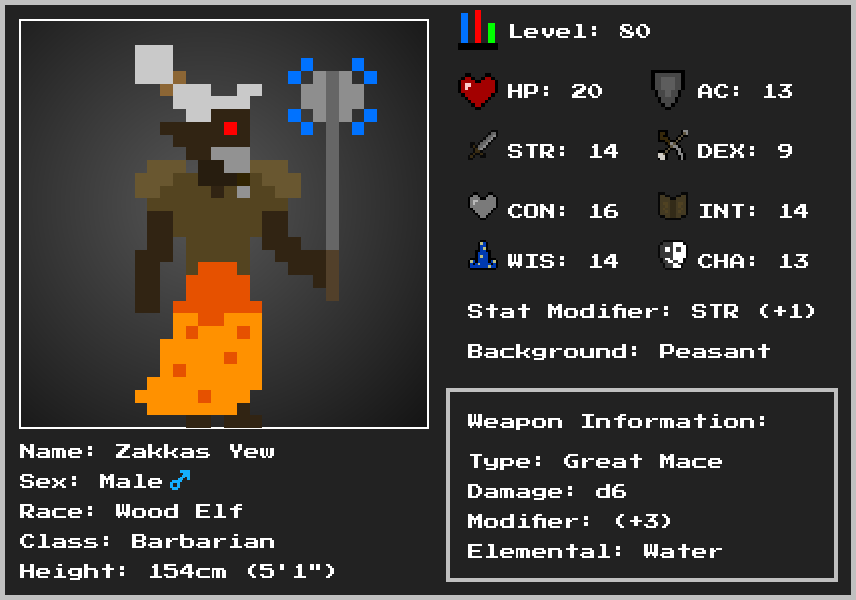 Level: 80
HP: 20
AC: 13
STR: 14
DEX: 9
CON: 16
INT: 14
WIS: 14
CHA: 13
Stat Modifier: STR (+1)
Background: Peasant
Name: Zakkas Yew
Sex: Male♂
Race: Wood Elf
Class: Barbarian
Height: 154cm (5'1")
Weapon Information:
Type: Great Mace
Damage: d6
Modifier: (+3)
Elemental: Water